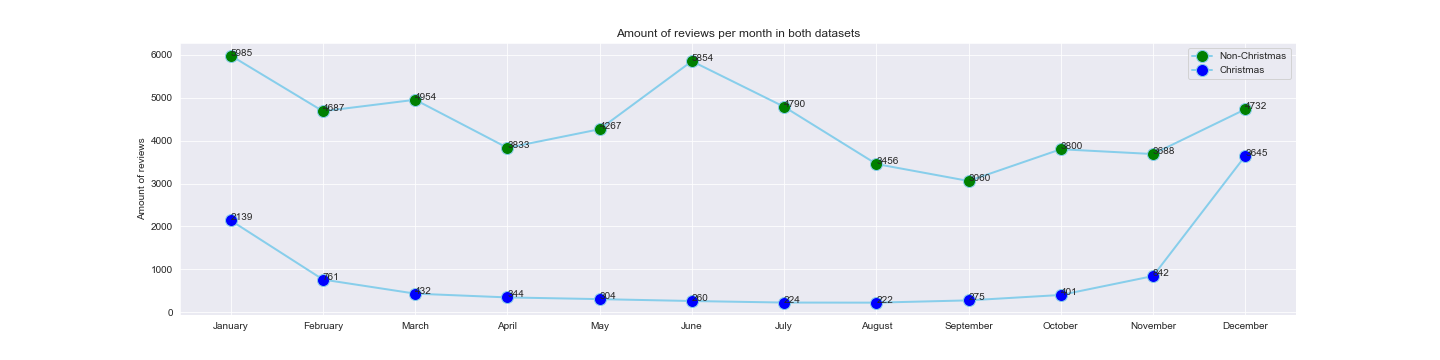 Amount of reviews per month in both datasets
Non-Christmas
Christmas
Amount of reviews
6000
5000
4000
3000
2000
1000
0
5985
4687
4954
3833
4267
5854
4790
3456
3060
3800
3688
4732
2139
761
432
344
304
260
224
222
275
401
842
3645
January
February
March
April
May
June
July
August
September
October
November
December